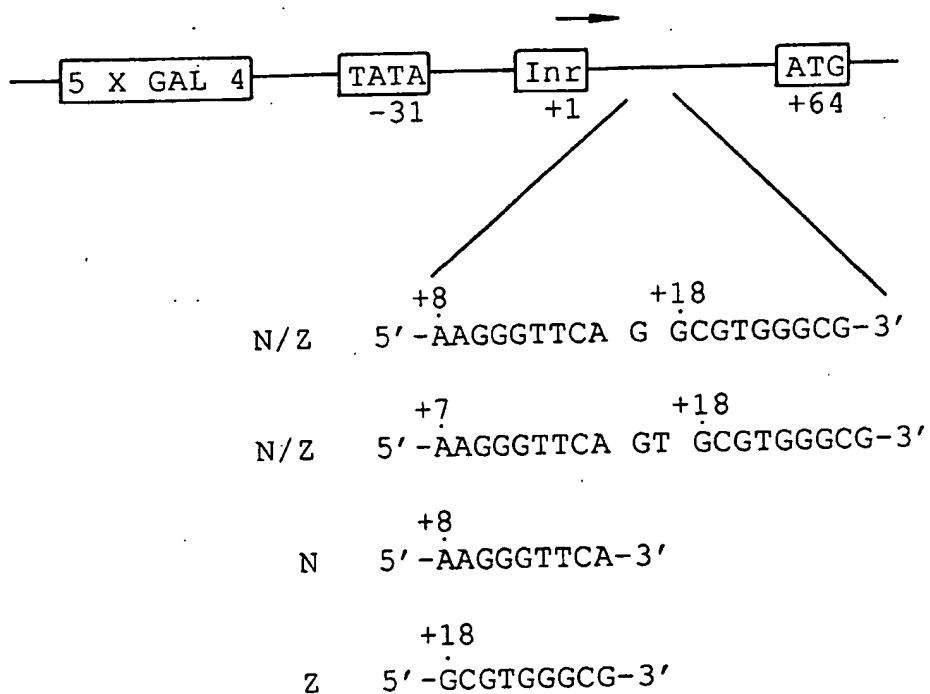 5 X GAL 4 TATA Inr ATG
-31 +1 +64
+8 +18
N/Z 5'-AAGGGTTCA G GCGTGGGCG-3'
+7 +18
N/Z 5'-AAGGGTTCA GT GCGTGGGCG-3'
+8
N 5'-AAGGGTTCA-3'
+18
Z 5'-GCGTGGGCG-3'